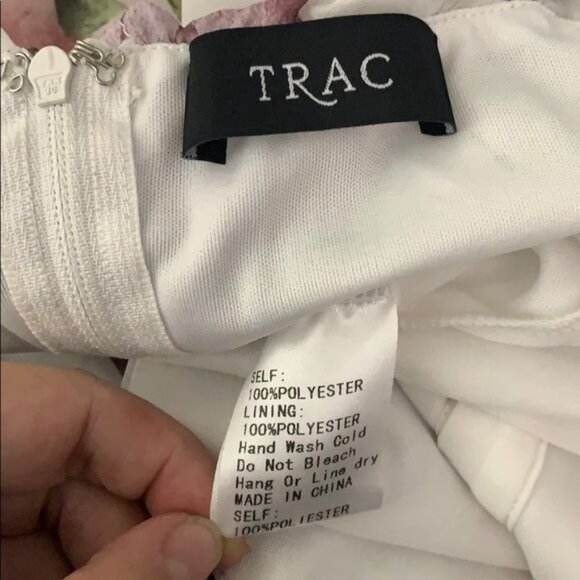 TRAC
SELF:
100%POLYESTER
LINING:
100%POLYESTER
Hand Wash Cold
Do Not Bleach
Hang Or Line dry
MADE IN CHINA
SELF:
100%POLIESTER